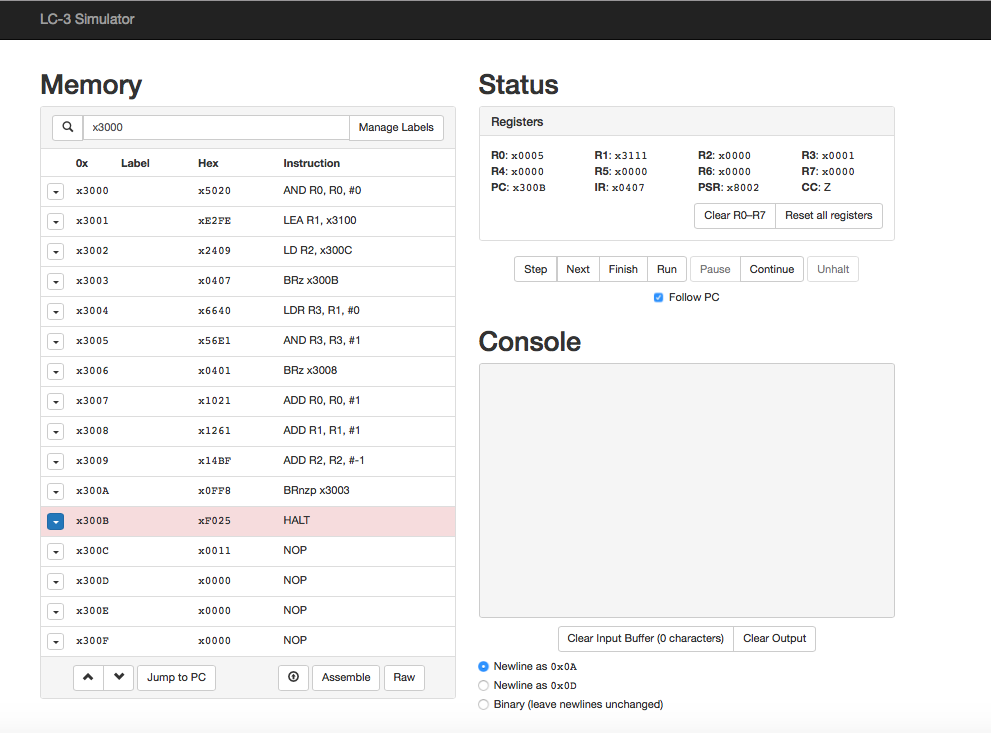 LC-3 Simulator
Memory
x3000 Manage Labels
0x Label Hex Instruction
x3000 x5020 AND R0, R0, #0
x3001 xE2FE LEA R1, x3100
x3002 x2409 LD R2, x300C
x3003 x0407 BRz x300B
x3004 x6640 LDR R3, R1, #0
x3005 x56E1 AND R3, R3, #1
x3006 x0401 BRz x3008
x3007 x1021 ADD R0, R0, #1
x3008 x1261 ADD R1, R1, #1
x3009 x14BF ADD R2, R2, #-1
x300A x0FF8 BRnzp x3003
x300B xF025 HALT
x300C x0011 NOP
x300D x0000 NOP
x300E x0000 NOP
x300F x0000 NOP
Jump to PC Assemble Raw
Status
Registers
R0: x0005 R1: x3111 R2: x0000 R3: x0001
R4: x0000 R5: x0000 R6: x0000 R7: x0000
PC: x300B IR: x0407 PSR: x8002 CC: Z
Clear R0–R7 Reset all registers
Step Next Finish Run Pause Continue Unhalt
Follow PC
Console
Clear Input Buffer (0 characters) Clear Output
Newline as 0x0A
Newline as 0x0D
Binary (leave newlines unchanged)